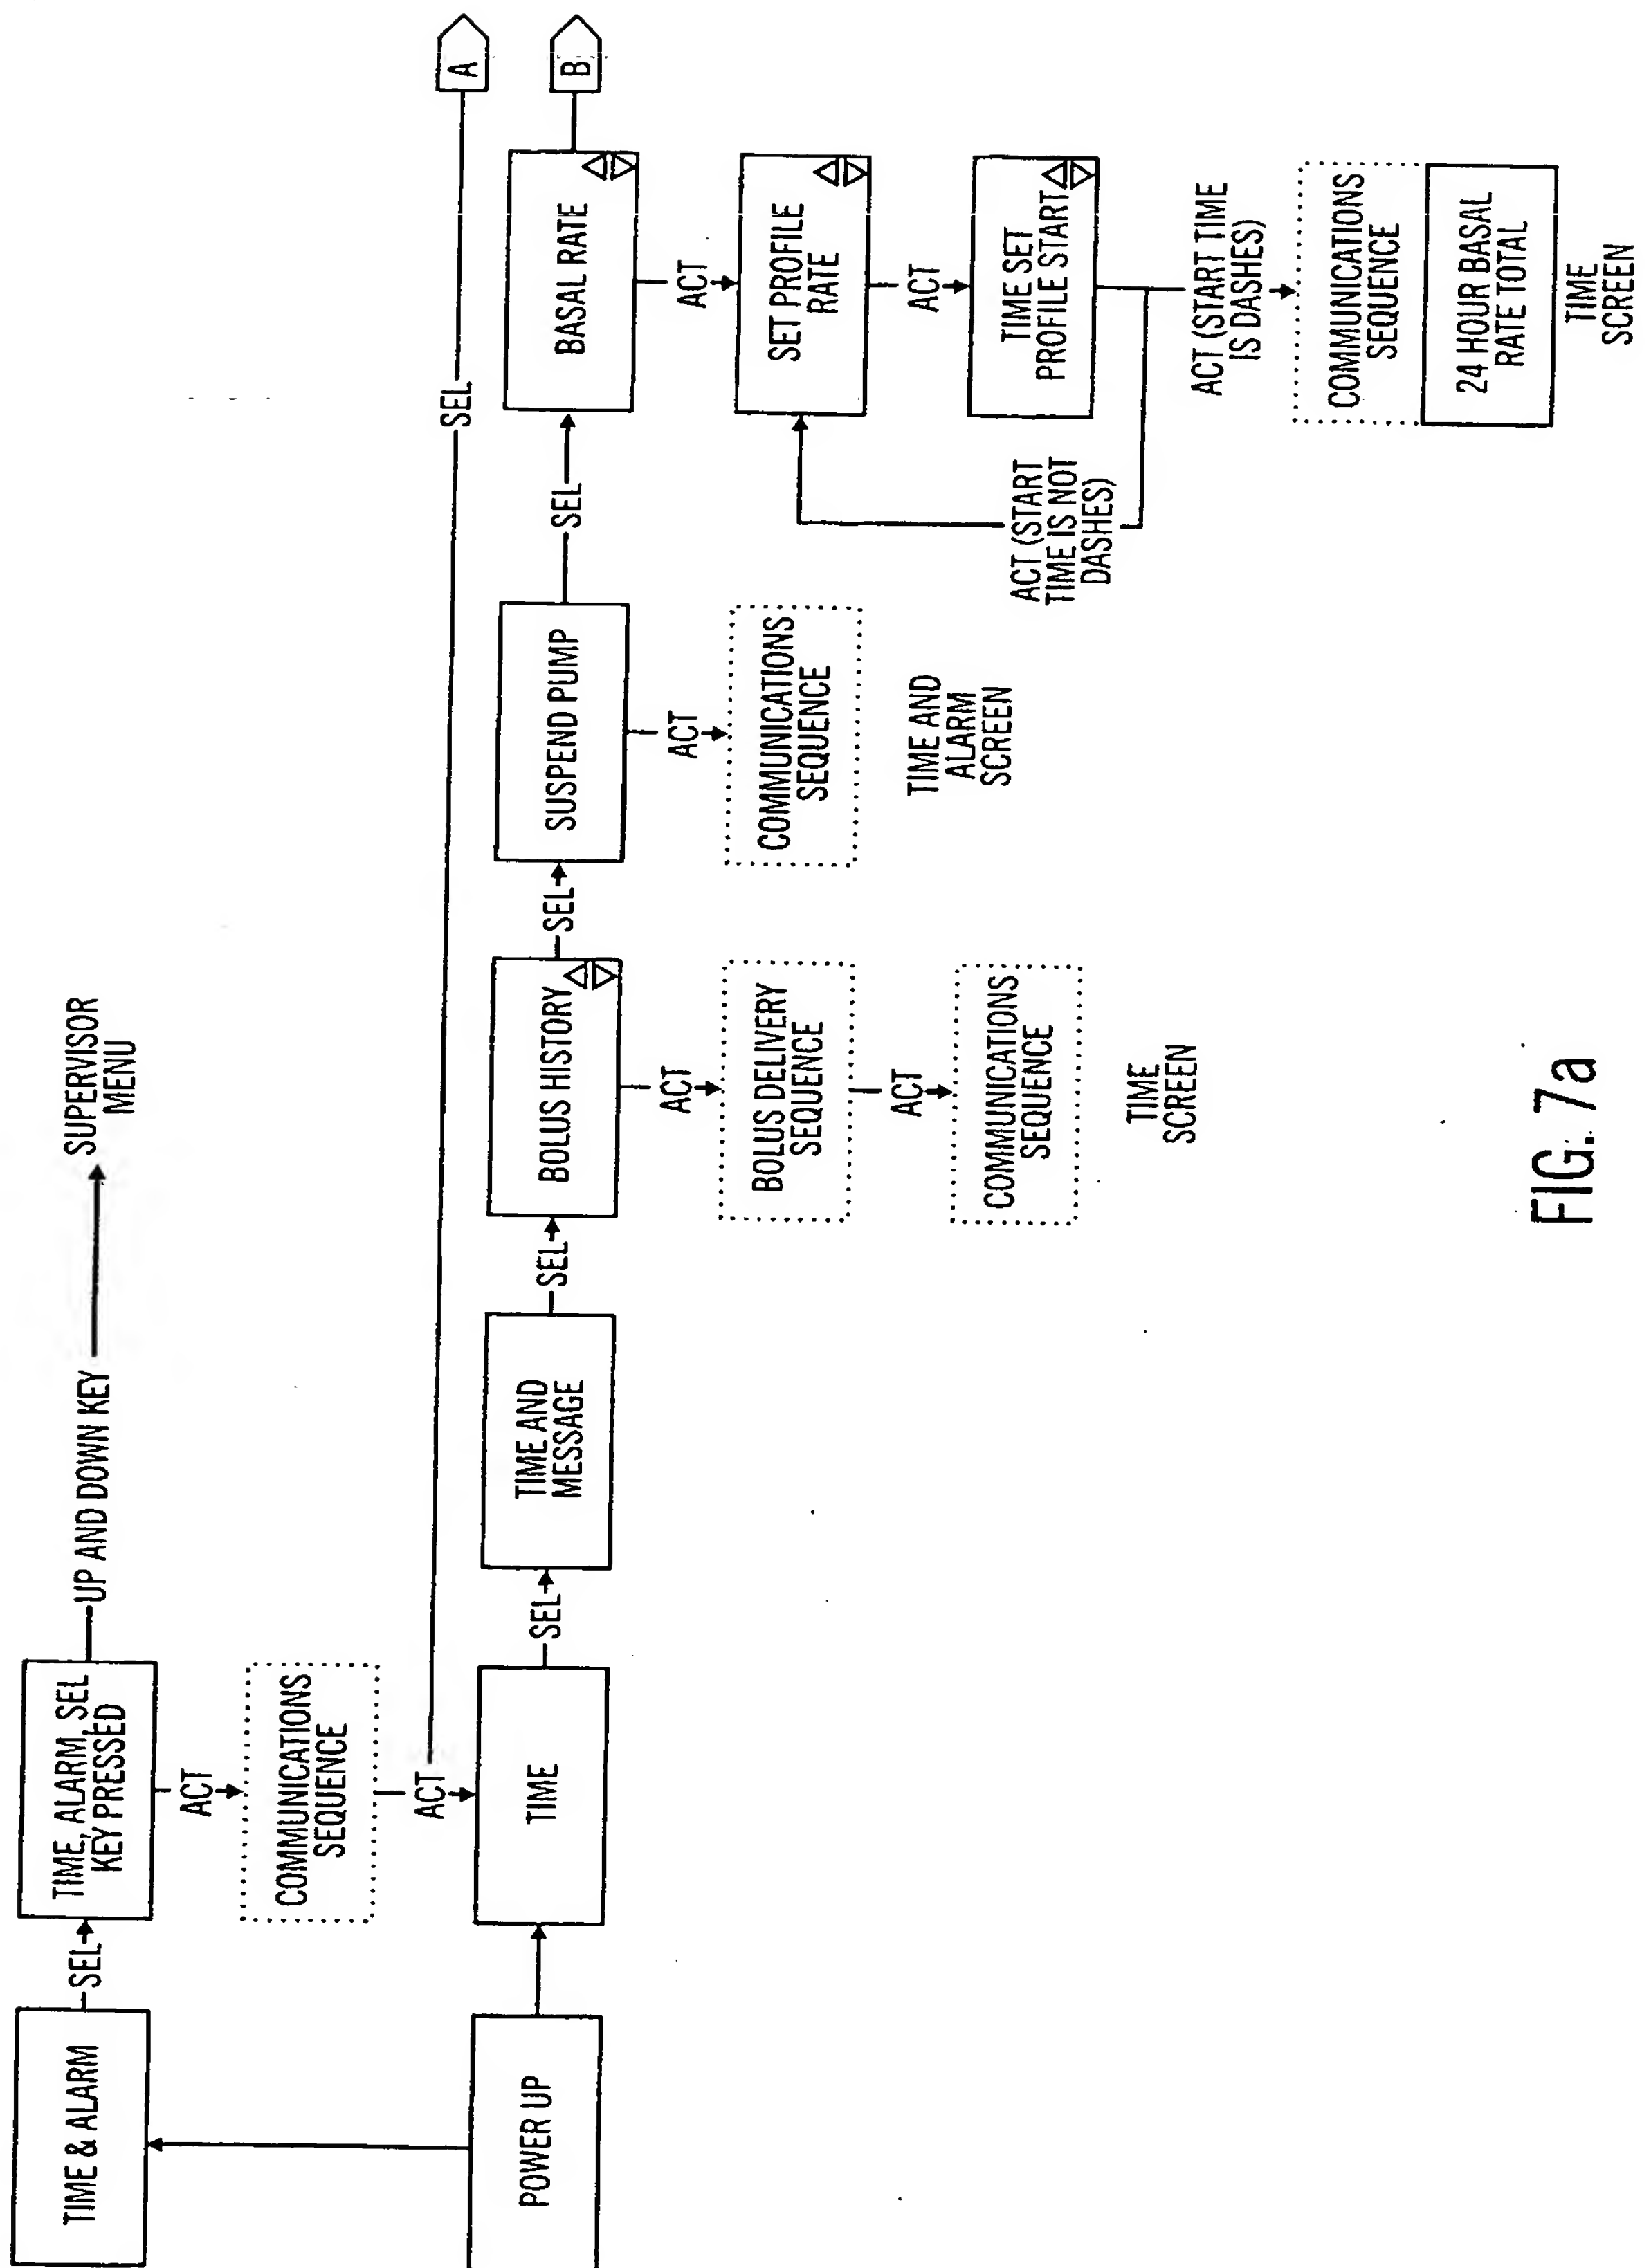 TIME & ALARM
SEL
TIME, ALARM, SEL
KEY PRESSED
UP AND DOWN KEY
SUPERVISOR
MENU
ACT
COMMUNICATIONS
SEQUENCE
ACT
SEL
A
POWER UP
TIME
SEL
TIME AND
MESSAGE
SEL
BOLUS HISTORY
SEL
SUSPEND PUMP
SEL
BASAL RATE
B
ACT
BOLUS DELIVERY
SEQUENCE
ACT
COMMUNICATIONS
SEQUENCE
TIME
SCREEN
ACT
COMMUNICATIONS
SEQUENCE
TIME AND
ALARM
SCREEN
ACT
SET PROFILE
RATE
ACT
TIME SET
PROFILE START
ACT (START
TIME IS NOT
DASHES)
ACT (START TIME
IS DASHES)
COMMUNICATIONS
SEQUENCE
24 HOUR BASAL
RATE TOTAL
TIME
SCREEN
FIG. 7a